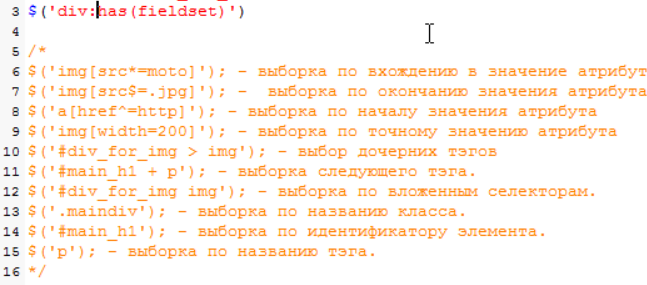 3 $('div:has(fieldset)')
4
5 /*
6 $('img[src*=moto]'); - выборка по вхождению в значение атрибут
7 $('img[src$=.jpg]'); - выборка по окончанию значения атрибута
8 $('a[href^=http]'); - выборка по началу значения атрибута
9 $('img[width=200]'); - выборка по точному значению атрибута
10 $('#div_for_img > img'); - выбор дочерних тэгов
11 $('#main_h1 + p'); - выборка следующего тэга.
12 $('#div_for_img img'); - выборка по вложенным селекторам.
13 $('.maindiv'); - выборка по названию класса.
14 $('#main_h1'); - выборка по идентификатору элемента.
15 $('p'); - выборка по названию тэга.
16 */